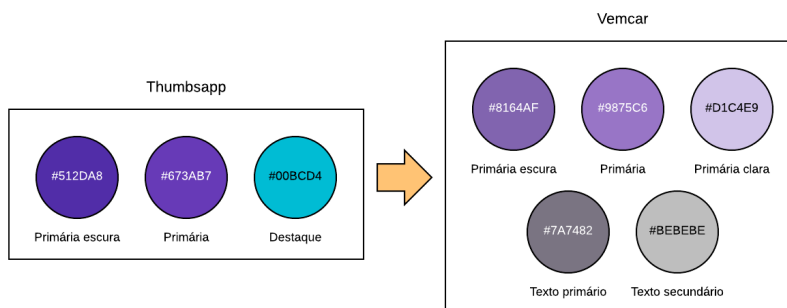 Thumbsapp
#512DA8
#673AB7
#00BCD4
Primária escura
Primária
Destaque
Vemcar
#8164AF
#9875C6
#D1C4E9
Primária escura
Primária
Primária clara
#7A7482
#BEBEBE
Texto primário
Texto secundário